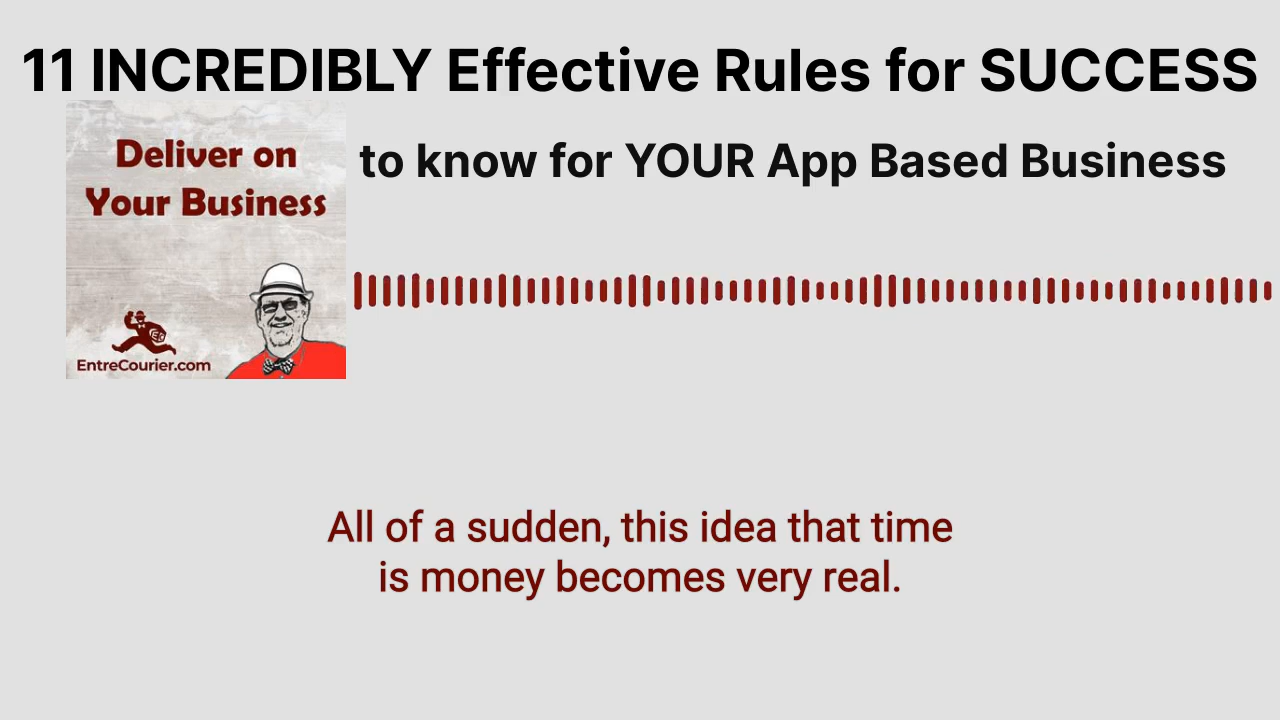 11 INCREDIBLY Effective Rules for SUCCESS
to know for YOUR App Based Business
Deliver on
Your Business
EntreCourier.com
All of a sudden, this idea that time
is money becomes very real.